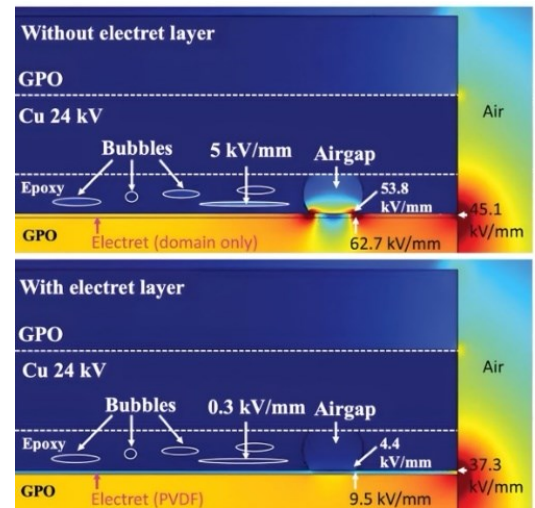 Without electret layer
GPO
Cu 24 kV
Air
Bubbles 5 kV/mm Airgap
Epoxy
53.8
kV/mm
45.1
kV/mm
GPO
Electret (domain only)
62.7 kV/mm
With electret layer
GPO
Cu 24 kV
Air
Bubbles 0.3 kV/mm Airgap
Epoxy
4.4
kV/mm
37.3
kV/mm
GPO
Electret (PVDF)
9.5 kV/mm